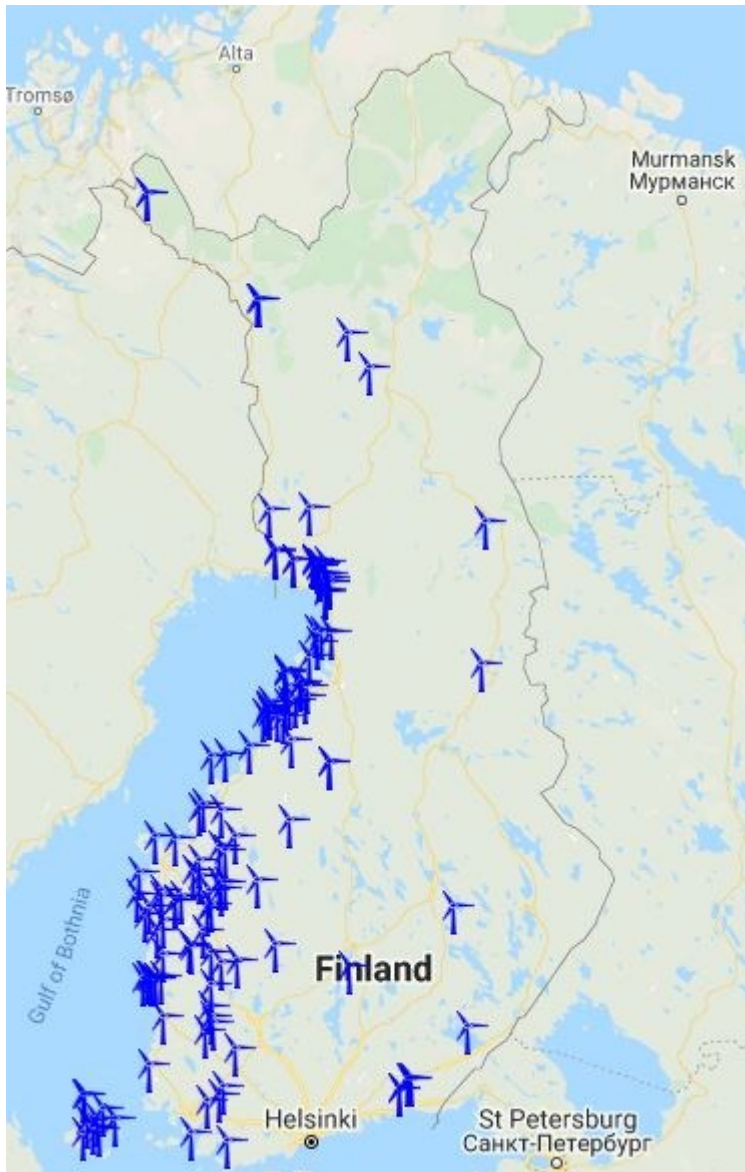 Alta
Tromsø
Murmansk
Мурманск
Gulf of Bothnia
Finland
Helsinki
St Petersburg
Санкт-Петербург